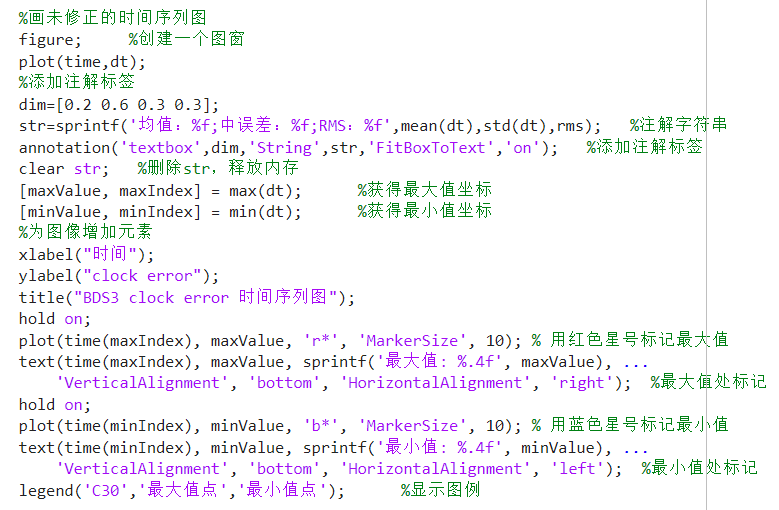 %画未修正的时间序列图
figure;     %创建一个图窗
plot(time,dt);
%添加注解标签
dim=[0.2 0.6 0.3 0.3];
str=sprintf('均值：%f;中误差：%f;RMS：%f',mean(dt),std(dt),rms);   %注解字符串
annotation('textbox',dim,'String',str,'FitBoxToText','on');   %添加注解标签
clear str;   %删除str，释放内存
[maxValue, maxIndex] = max(dt);      %获得最大值坐标
[minValue, minIndex] = min(dt);      %获得最小值坐标
%为图像增加元素
xlabel("时间");
ylabel("clock error");
title("BDS3 clock error 时间序列图");
hold on;
plot(time(maxIndex), maxValue, 'r*', 'MarkerSize', 10); % 用红色星号标记最大值
text(time(maxIndex), maxValue, sprintf('最大值: %.4f', maxValue), ...
    'VerticalAlignment', 'bottom', 'HorizontalAlignment', 'right');  %最大值处标记
hold on;
plot(time(minIndex), minValue, 'b*', 'MarkerSize', 10); % 用蓝色星号标记最小值
text(time(minIndex), minValue, sprintf('最小值: %.4f', minValue), ...
    'VerticalAlignment', 'bottom', 'HorizontalAlignment', 'left');  %最小值处标记
legend('C30','最大值点','最小值点');      %显示图例